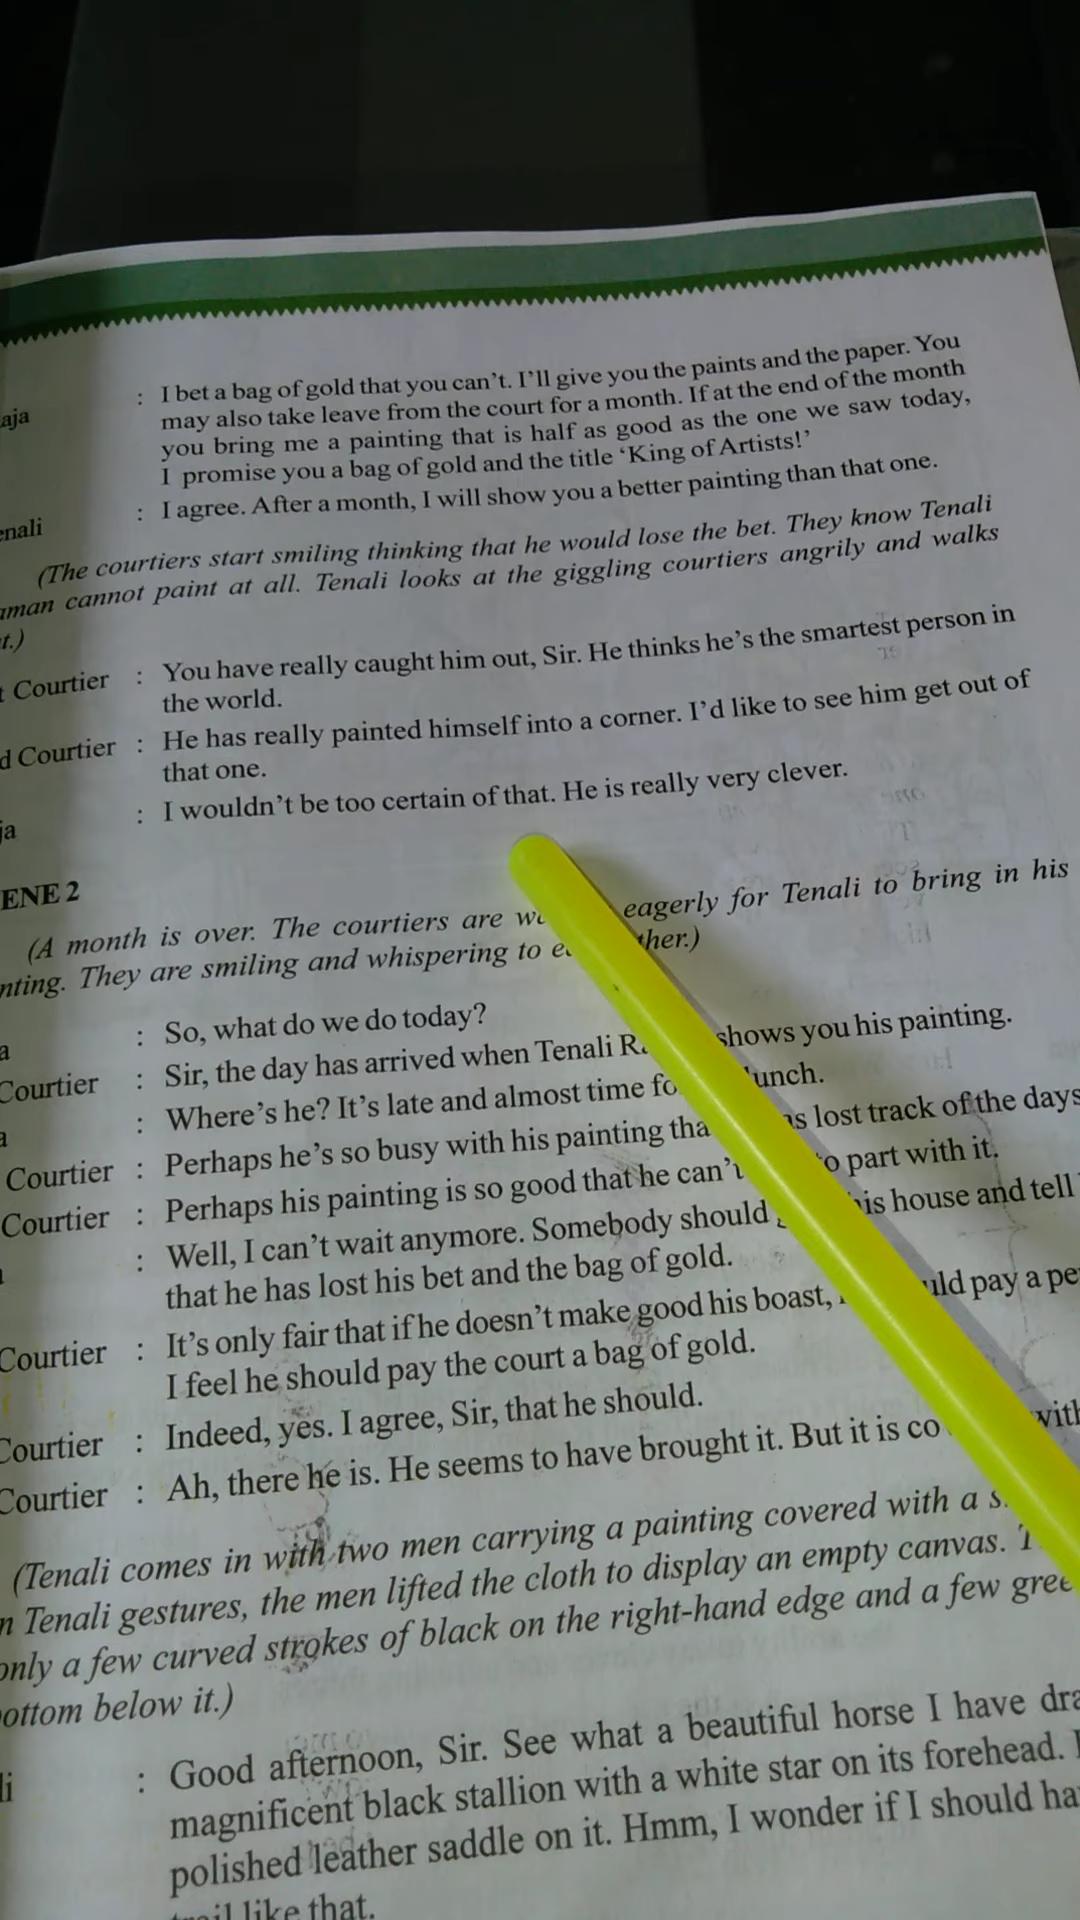 aja : I bet a bag of gold that you can't. I'll give you the paints and the paper. You
may also take leave from the court for a month. If at the end of the month
you bring me a painting that is half as good as the one we saw today,
I promise you a bag of gold and the title 'King of Artists!'
enali : I agree. After a month, I will show you a better painting than that one.
(The courtiers start smiling thinking that he would lose the bet. They know Tenali
aman cannot paint at all. Tenali looks at the giggling courtiers angrily and walks
t.)
t Courtier : You have really caught him out, Sir. He thinks he's the smartest person in
the world.
d Courtier : He has really painted himself into a corner. I'd like to see him get out of
that one.
ja : I wouldn't be too certain of that. He is really very clever.
ENE 2
(A month is over. The courtiers are eagerly for Tenali to bring in his
nting. They are smiling and whispering to ther.)
a : So, what do we do today?
Courtier : Sir, the day has arrived when Tenali shows you his painting.
a : Where's he? It's late and almost time lunch.
Courtier : Perhaps he's so busy with his painting lost track of the days
Courtier : Perhaps his painting is so good that he can't part with it.
: Well, I can't wait anymore. Somebody should house and tell
that he has lost his bet and the bag of gold.
Courtier : It's only fair that if he doesn't make good his boast, pay a
I feel he should pay the court a bag of gold.
Courtier : Indeed, yes. I agree, Sir, that he should.
Courtier : Ah, there he is. He seems to have brought it. But it is with
(Tenali comes in with two men carrying a painting covered with a
n Tenali gestures, the men lifted the cloth to display an empty canvas.
only a few curved strokes of black on the right-hand edge and a few gree
ottom below it.)
li : Good afternoon, Sir. See what a beautiful horse I have dra
magnificent black stallion with a white star on its forehead.
polished leather saddle on it. Hmm, I wonder if I should ha
like that.